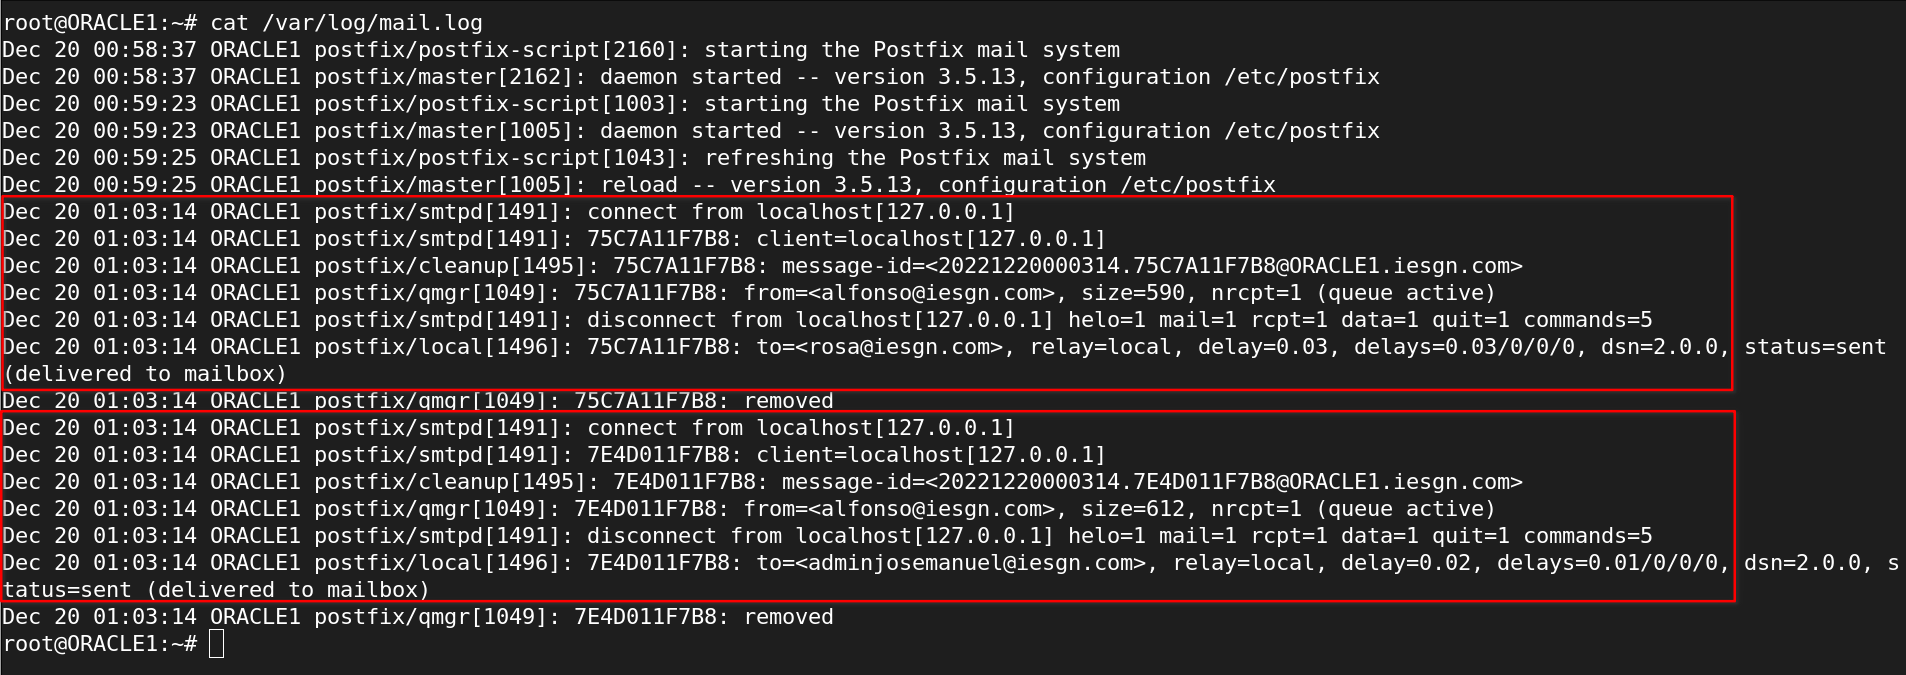 root@ORACLE1:~# cat /var/log/mail.log
Dec 20 00:58:37 ORACLE1 postfix/postfix-script[2160]: starting the Postfix mail system
Dec 20 00:58:37 ORACLE1 postfix/master[2162]: daemon started -- version 3.5.13, configuration /etc/postfix
Dec 20 00:59:23 ORACLE1 postfix/postfix-script[1003]: starting the Postfix mail system
Dec 20 00:59:23 ORACLE1 postfix/master[1005]: daemon started -- version 3.5.13, configuration /etc/postfix
Dec 20 00:59:25 ORACLE1 postfix/postfix-script[1043]: refreshing the Postfix mail system
Dec 20 00:59:25 ORACLE1 postfix/master[1005]: reload -- version 3.5.13, configuration /etc/postfix
Dec 20 01:03:14 ORACLE1 postfix/smtpd[1491]: connect from localhost[127.0.0.1]
Dec 20 01:03:14 ORACLE1 postfix/smtpd[1491]: 75C7A11F7B8: client=localhost[127.0.0.1]
Dec 20 01:03:14 ORACLE1 postfix/cleanup[1495]: 75C7A11F7B8: message-id=<20221220000314.75C7A11F7B8@ORACLE1.iesgn.com>
Dec 20 01:03:14 ORACLE1 postfix/qmgr[1049]: 75C7A11F7B8: from=<alfonso@iesgn.com>, size=590, nrcpt=1 (queue active)
Dec 20 01:03:14 ORACLE1 postfix/smtpd[1491]: disconnect from localhost[127.0.0.1] helo=1 mail=1 rcpt=1 data=1 quit=1 commands=5
Dec 20 01:03:14 ORACLE1 postfix/local[1496]: 75C7A11F7B8: to=<rosa@iesgn.com>, relay=local, delay=0.03, delays=0.03/0/0/0, dsn=2.0.0, status=sent
(delivered to mailbox)
Dec 20 01:03:14 ORACLE1 postfix/qmgr[1049]: 75C7A11F7B8: removed
Dec 20 01:03:14 ORACLE1 postfix/smtpd[1491]: connect from localhost[127.0.0.1]
Dec 20 01:03:14 ORACLE1 postfix/smtpd[1491]: 7E4D011F7B8: client=localhost[127.0.0.1]
Dec 20 01:03:14 ORACLE1 postfix/cleanup[1495]: 7E4D011F7B8: message-id=<20221220000314.7E4D011F7B8@ORACLE1.iesgn.com>
Dec 20 01:03:14 ORACLE1 postfix/qmgr[1049]: 7E4D011F7B8: from=<alfonso@iesgn.com>, size=612, nrcpt=1 (queue active)
Dec 20 01:03:14 ORACLE1 postfix/smtpd[1491]: disconnect from localhost[127.0.0.1] helo=1 mail=1 rcpt=1 data=1 quit=1 commands=5
Dec 20 01:03:14 ORACLE1 postfix/local[1496]: 7E4D011F7B8: to=<adminjosemanuel@iesgn.com>, relay=local, delay=0.02, delays=0.01/0/0/0, dsn=2.0.0, s
tatus=sent (delivered to mailbox)
Dec 20 01:03:14 ORACLE1 postfix/qmgr[1049]: 7E4D011F7B8: removed
root@ORACLE1:~#